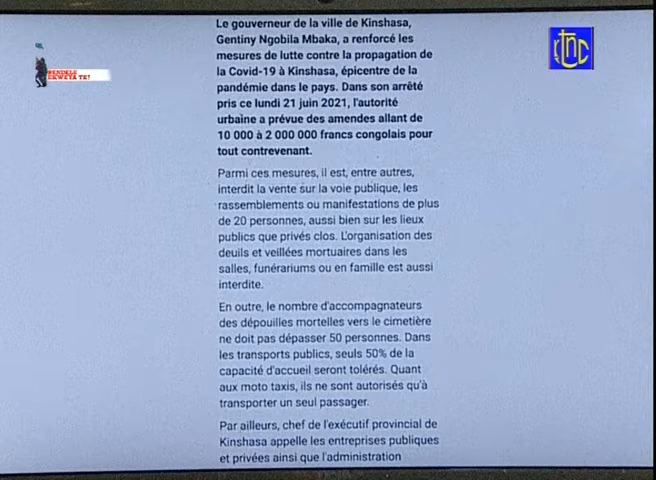 Le gouverneur de la ville de Kinshasa,
Gentiny Ngobila Mbaka, a renforcé les
mesures de lutte contre la propagation de
la Covid-19 à Kinshasa, épicentre de la
pandémie dans le pays. Dans son arrêté
pris ce lundi 21 juin 2021, l'autorité
urbaine a prévue des amendes allant de
10 000 à 2 000 000 francs congolais pour
tout contrevenant.
Parmi ces mesures, il est, entre autres,
interdit la vente sur la voie publique, les
rassemblements ou manifestations de plus
de 20 personnes, aussi bien sur les lieux
publics que privés clos. L'organisation des
deuils et veillées mortuaires dans les
salles, funérariums ou en famille est aussi
interdite.
En outre, le nombre d'accompagnateurs
des dépouilles mortelles vers le cimetière
ne doit pas dépasser 50 personnes. Dans
les transports publics, seuls 50% de la
capacité d'accueil seront tolérés. Quant
aux moto taxis, ils ne sont autorisés qu'à
transporter un seul passager.
Par ailleurs, chef de l'exécutif provincial de
Kinshasa appelle les entreprises publiques
et privées ainsi que l'administration
BENDELE
EKWEYA TE!
rtnc